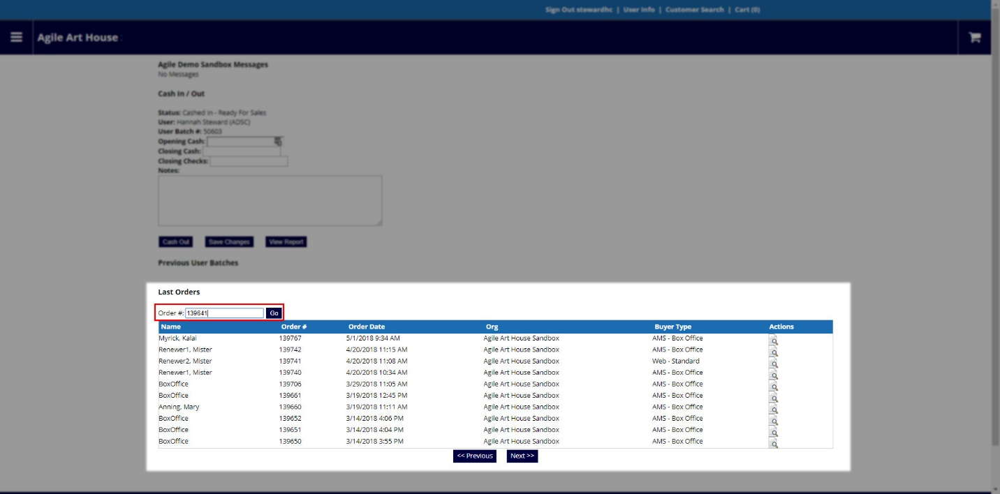 Sign Out stewardhc | User Info | Customer Search | Cart (0)
Agile Art House :
Agile Demo Sandbox Messages
No Messages
Cash In / Out
Status: Cashed In - Ready For Sales
User: Hannah Steward (ADSC)
User Batch #: 50603
Opening Cash:
Closing Cash:
Closing Checks:
Notes:
Cash Out Save Changes View Report
Previous User Batches
Last Orders
Order #: 139641 Go
Name Order # Order Date Org Buyer Type Actions
Myrick, Kalai 139767 5/1/2018 9:34 AM Agile Art House Sandbox AMS - Box Office
Renewer1, Mister 139742 4/20/2018 11:15 AM Agile Art House Sandbox AMS - Box Office
Renewer2, Mister 139741 4/20/2018 11:08 AM Agile Art House Sandbox Web - Standard
Renewer1, Mister 139740 4/20/2018 10:34 AM Agile Art House Sandbox AMS - Box Office
BoxOffice 139706 3/29/2018 11:05 AM Agile Art House Sandbox AMS - Box Office
BoxOffice 139661 3/19/2018 12:45 PM Agile Art House Sandbox AMS - Box Office
Anning, Mary 139660 3/19/2018 11:11 AM Agile Art House Sandbox AMS - Box Office
BoxOffice 139652 3/14/2018 4:06 PM Agile Art House Sandbox AMS - Box Office
BoxOffice 139651 3/14/2018 4:04 PM Agile Art House Sandbox AMS - Box Office
BoxOffice 139650 3/14/2018 3:55 PM Agile Art House Sandbox AMS - Box Office
<< Previous Next >>